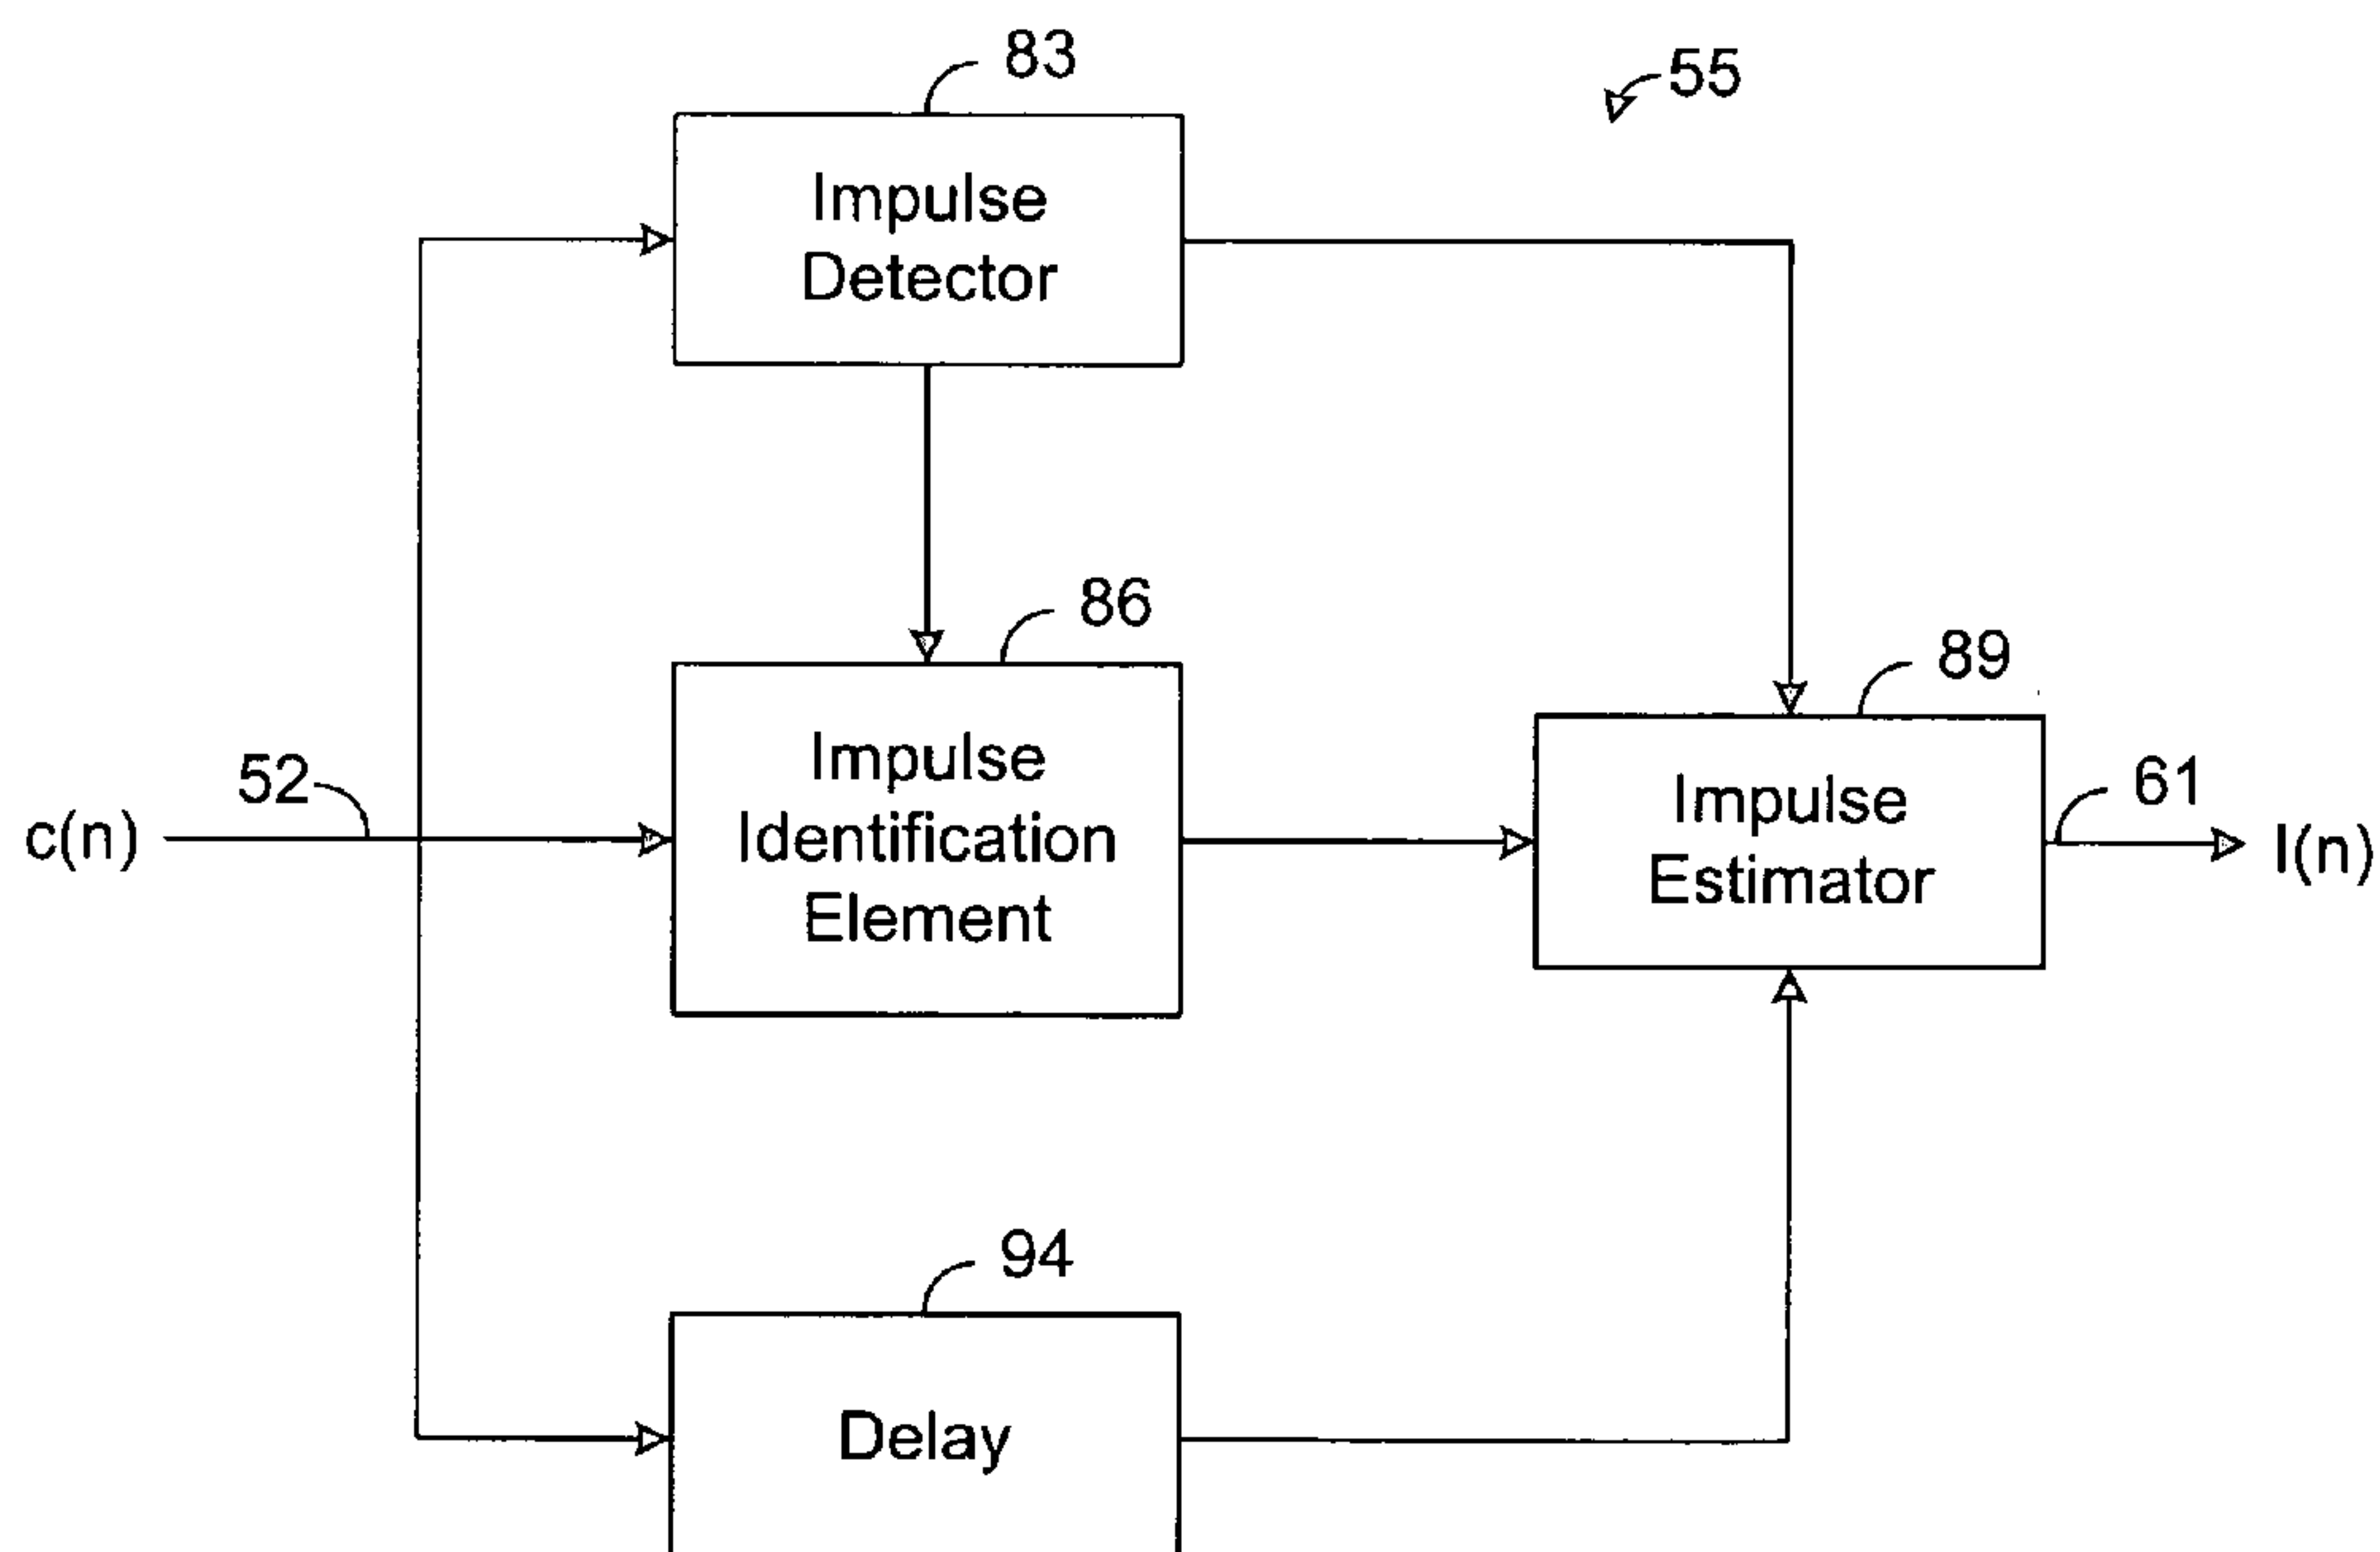 83
55
Impulse
Detector
86
89
Impulse
Identification
Element
52
c(n)
Impulse
Estimator
61
I(n)
94
Delay